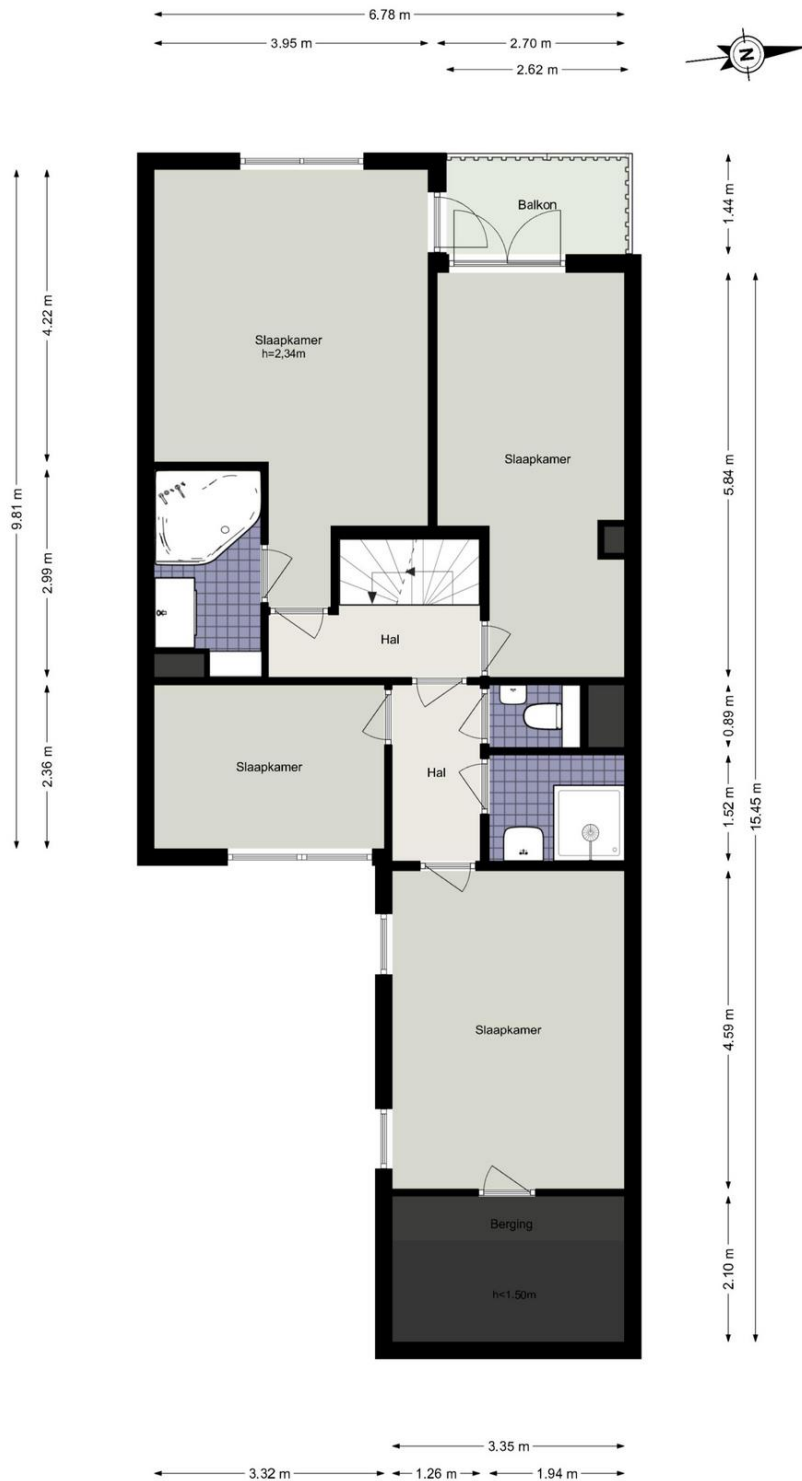 6.78 m
3.95 m
2.70 m
2.62 m
N
Balkon
1.44 m
9.81 m
4.22 m
Slaapkamer
h=2,34m
Slaapkamer
5.84 m
2.99 m
Hal
Slaapkamer
2.36 m
Hal
0.89 m
1.52 m
15.45 m
Slaapkamer
4.59 m
Berging
h<1.50m
2.10 m
3.35 m
3.32 m
1.26 m
1.94 m